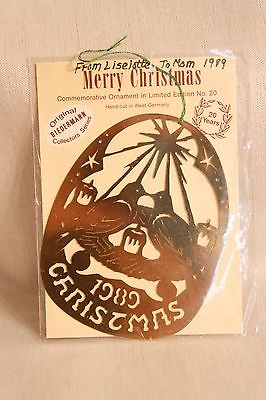 From Liselotte To Mom 1989
Merry Christmas
Commemorative Ornament in Limited Edition No. 20
Hand cut in West-Germany
Original
BIEDERMANN
Collectors Series
20
Years
1989
CHRISTMAS